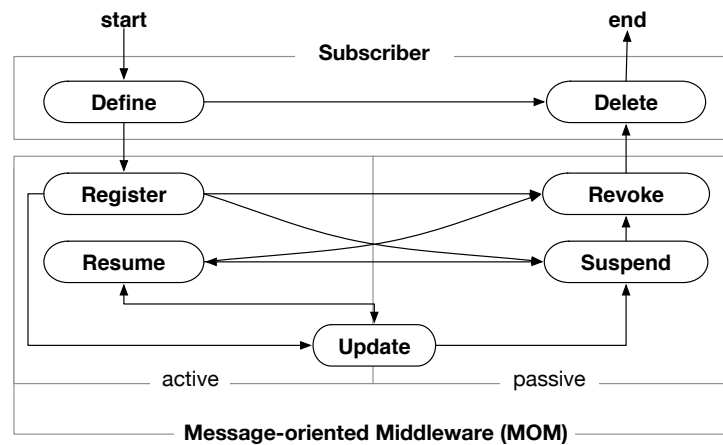 start end
Subscriber
Define Delete
Register Revoke
Resume Suspend
Update
active passive
Message-oriented Middleware (MOM)